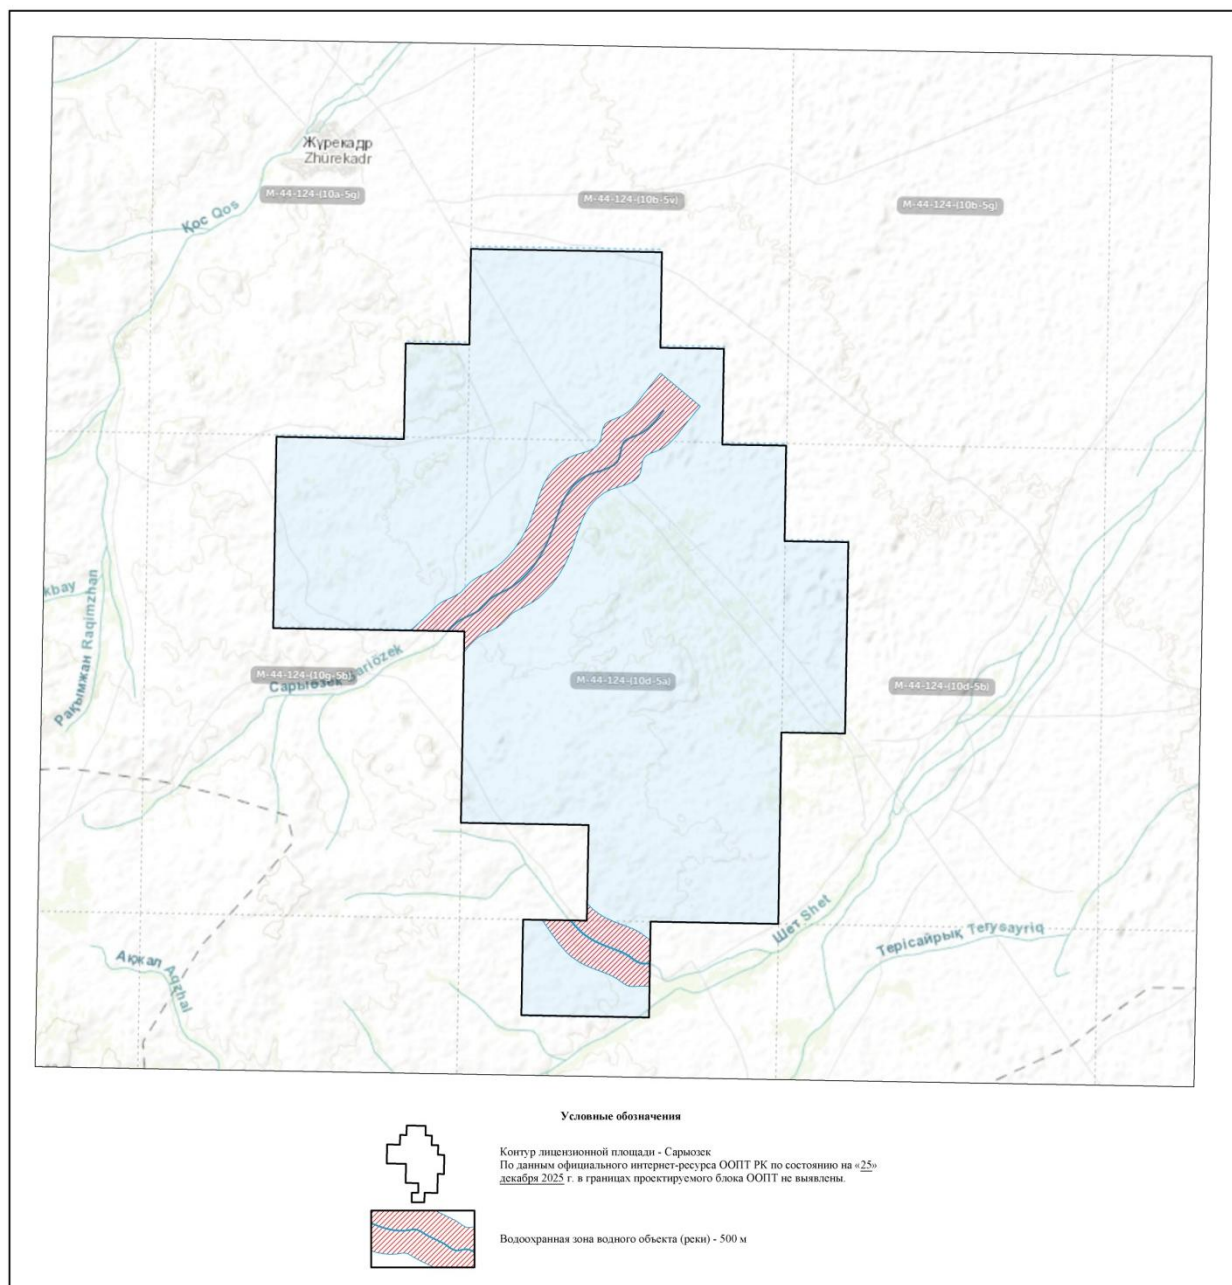 Жүрекадр
Zhurekadr
M-44-124-(10a-5g)
M-44-124-(10b-5v)
M-44-124-(10b-5g)
Қос Qos
kbay
Рақымжан Raqimzhan
M-44-124-(10g-5b)
Сарыөзек Sariözek
M-44-124-(10d-5a)
M-44-124-(10d-5b)
Шет Shet
Терісайрық Terysayriq
Ақжал Aqzhal
Условные обозначения
Контур лицензионной площади - Сарыозек
По данным официального интернет-ресурса ООПТ РК по состоянию на «25»
декабря 2025 г. в границах проектируемого блока ООПТ не выявлены.
Водоохранная зона водного объекта (реки) - 500 м